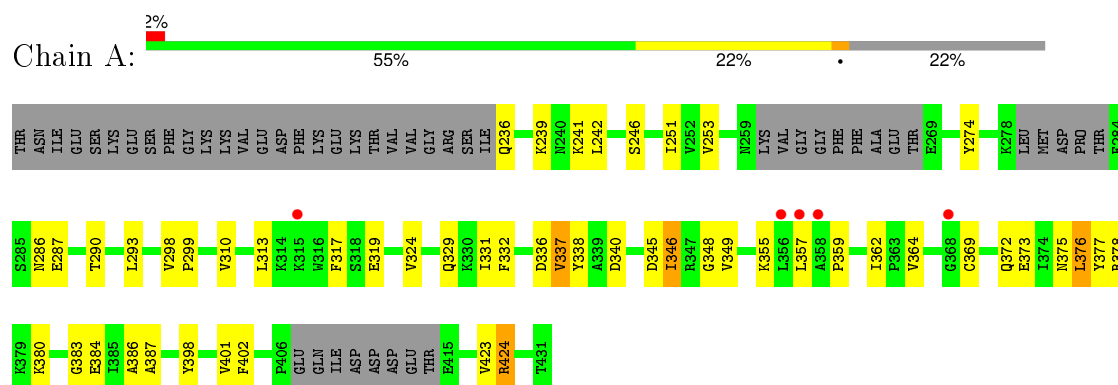 2%
Chain A:
55% 22% • 22%
THR ASN ILE GLU SER LYS GLU SER PHE GLY LYS LYS VAL GLU ASP PHE LYS GLU LYS THR VAL VAL GLY ARG SER ILE Q236 K239 N240 K241 L242 S246 I251 V252 V253 N259 LYS VAL GLY GLY PHE PHE ALA GLU THR E269 Y274 K278 LEU MET ASP PRO THR
S285 N286 E287 T290 L293 V298 P299 V310 L313 K314 K315 W316 F317 S318 E319 V324 Q329 K330 I331 F332 D336 V337 Y338 A339 D340 D345 I346 R347 G348 V349 K355 L356 L357 A358 P359 I362 P363 V364 G368 C369 Q372 E373 I374 N375 L376 Y377
K379 K380 G383 E384 I385 A386 A387 Y398 V401 F402 P406 GLU GLN ILE ASP ASP ASP GLU THR E415 V423 R424 T431